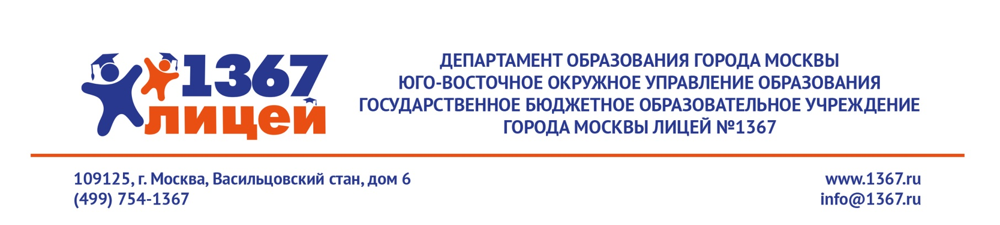 1367
лицей
ДЕПАРТАМЕНТ ОБРАЗОВАНИЯ ГОРОДА МОСКВЫ
ЮГО-ВОСТОЧНОЕ ОКРУЖНОЕ УПРАВЛЕНИЕ ОБРАЗОВАНИЯ
ГОСУДАРСТВЕННОЕ БЮДЖЕТНОЕ ОБРАЗОВАТЕЛЬНОЕ УЧРЕЖДЕНИЕ
ГОРОДА МОСКВЫ ЛИЦЕЙ №1367
109125, г. Москва, Васильцовский стан, дом 6
(499) 754-1367
www.1367.ru
info@1367.ru